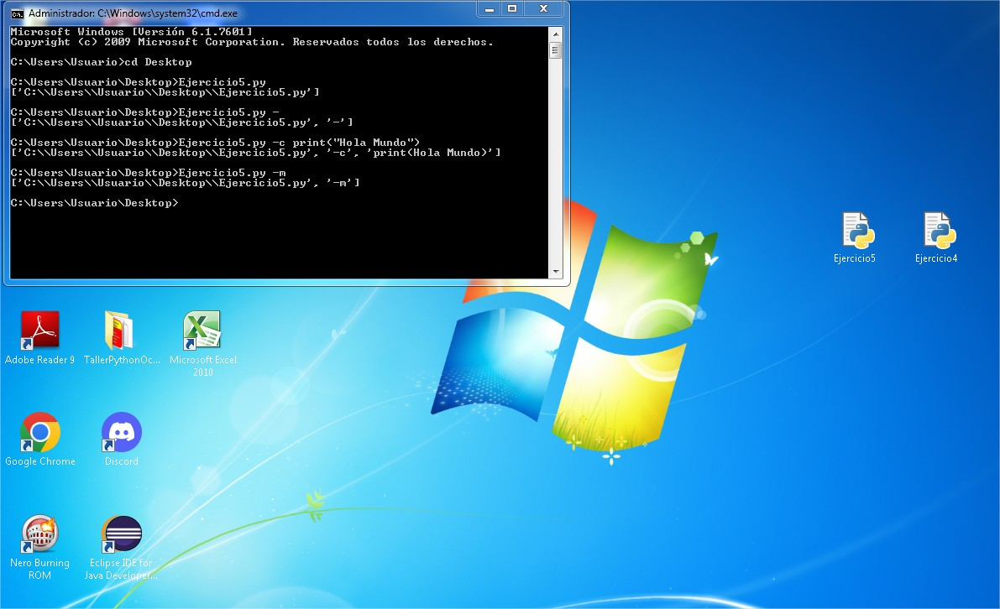 Administrador: C:\Windows\system32\cmd.exe
Microsoft Windows [Versión 6.1.7601]
Copyright (c) 2009 Microsoft Corporation. Reservados todos los derechos.
C:\Users\Usuario>cd Desktop
C:\Users\Usuario\Desktop>Ejercicio5.py
['C:\\Users\\Usuario\\Desktop\\Ejercicio5.py']
C:\Users\Usuario\Desktop>Ejercicio5.py -
['C:\\Users\\Usuario\\Desktop\\Ejercicio5.py', '-']
C:\Users\Usuario\Desktop>Ejercicio5.py -c print("Hola Mundo")
['C:\\Users\\Usuario\\Desktop\\Ejercicio5.py', '-c', 'print(Hola Mundo)']
C:\Users\Usuario\Desktop>Ejercicio5.py -m
['C:\\Users\\Usuario\\Desktop\\Ejercicio5.py', '-m']
C:\Users\Usuario\Desktop>
Ejercicio5
Ejercicio4
Adobe Reader 9
TallerPythonOc...
Microsoft Excel
2010
Google Chrome
Discord
Nero Burning
ROM
Eclipse IDE for
Java Developer...